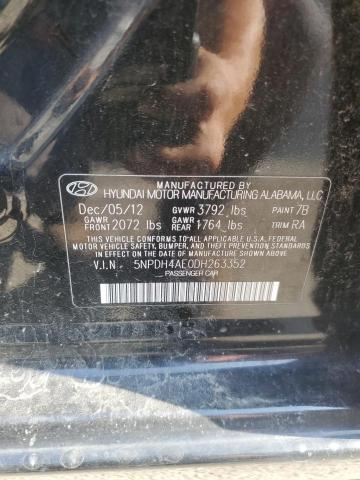 MANUFACTURED BY
HYUNDAI MOTOR MANUFACTURING ALABAMA, LLC
Dec/05/12 GVWR 3792 lbs PAINT 7B
GAWR FRONT 2072 lbs GAWR REAR 1764 lbs TRIM RA
THIS VEHICLE CONFORMS TO ALL APPLICABLE U.S. FEDERAL
MOTOR VEHICLE SAFETY, BUMPER, AND THEFT PREVENTION
STANDARDS IN EFFECT ON THE DATE OF MANUFACTURE SHOWN ABOVE.
V.I.N 5NPDH4AE0DH263352
PASSENGER CAR